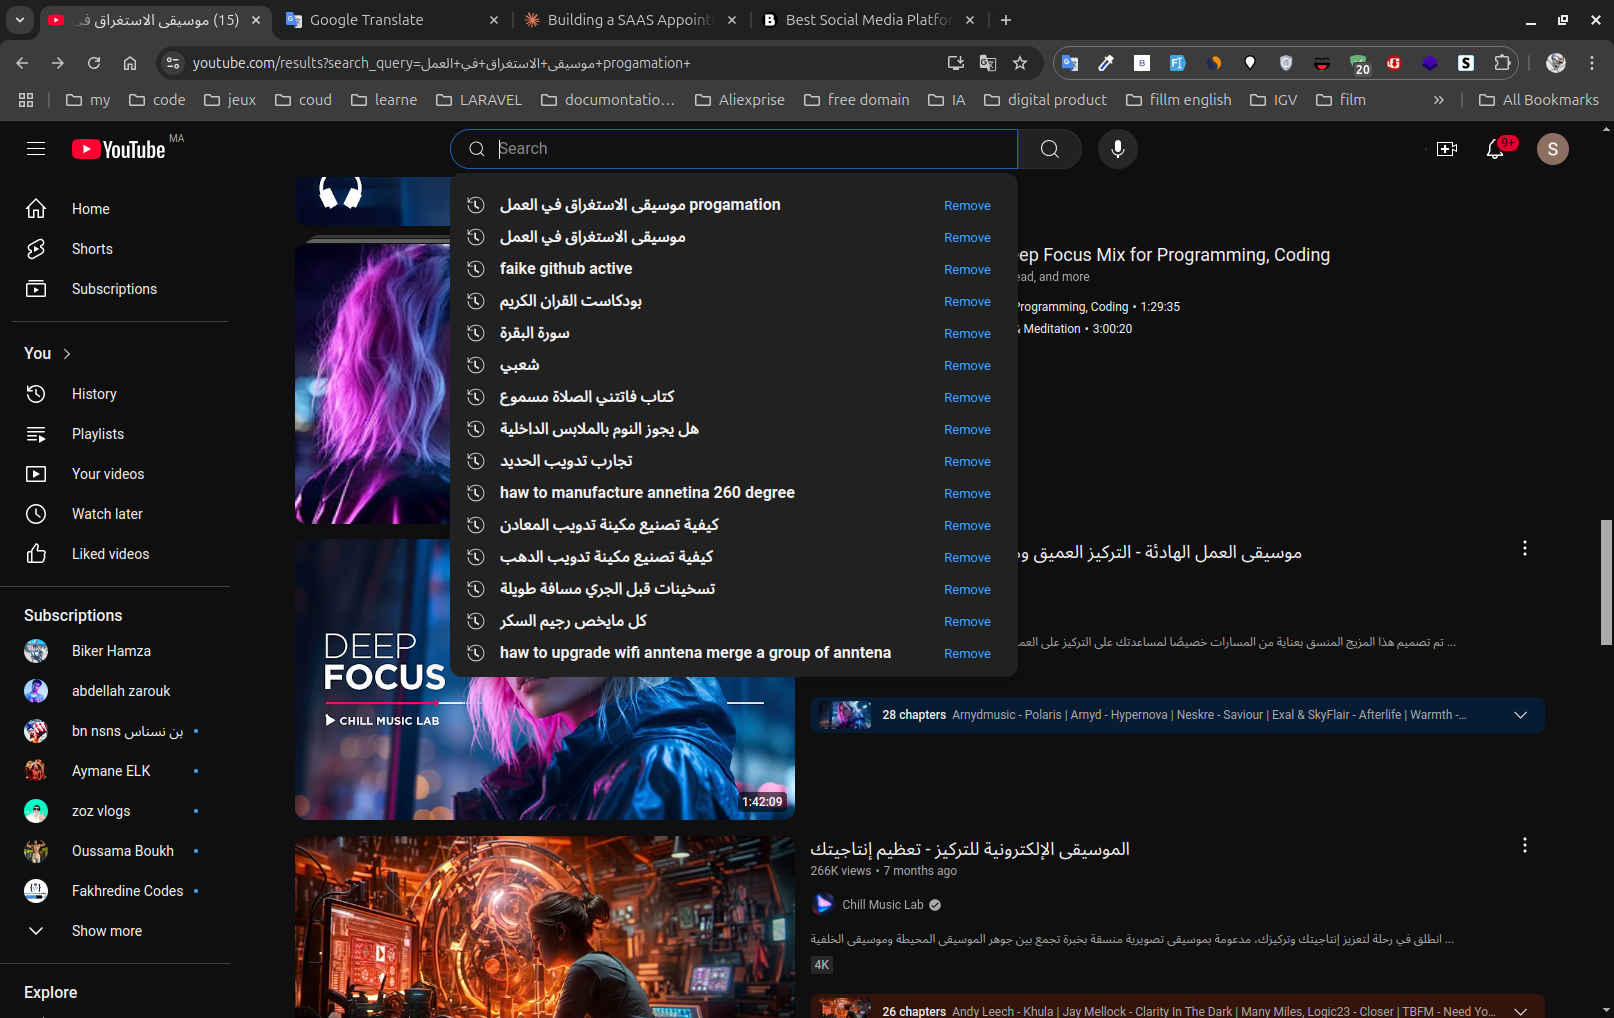 (15) موسيقى الاستغراق في
Google Translate
Building a SAAS Appoint
Best Social Media Platfor
youtube.com/results?search_query=موسيقى+الاستغراق+في+العمل+progamation+
20
my
code
jeux
coud
learne
LARAVEL
documontatio...
Aliexprise
free domain
IA
digital product
fillm english
IGV
film
All Bookmarks
YouTube MA
Search
9+
S
Home
Shorts
Subscriptions
You
History
Playlists
Your videos
Watch later
Liked videos
Subscriptions
Biker Hamza
abdellah zarouk
bn nsns بن نسناس
Aymane ELK
zoz vlogs
Oussama Boukh
Fakhredine Codes
Show more
Explore
موسيقى الاستغراق في العمل progamation Remove
موسيقى الاستغراق في العمل Remove
faike github active Remove
بودكاست القران الكريم Remove
سورة البقرة Remove
شعبي Remove
كتاب فاتتني الصلاة مسموع Remove
هل يجوز النوم بالملابس الداخلية Remove
تجارب تدويب الحديد Remove
haw to manufacture annetina 260 degree Remove
كيفية تصنيع مكينة تدويب المعادن Remove
كيفية تصنيع مكينة تدويب الدهب Remove
تسخينات قبل الجري مسافة طويلة Remove
كل مايخص رجيم السكر Remove
haw to upgrade wifi anntena merge a group of anntena Remove
ep Focus Mix for Programming, Coding
ead, and more
Programming, Coding • 1:29:35
& Meditation • 3:00:20
DEEP
FOCUS
CHILL MUSIC LAB
1:42:09
موسيقى العمل الهادئة - التركيز العميق
تم تصميم هذا المزيج المنسق بعناية من المسارات خصيصًا لمساعدتك على التركيز على ...
28 chapters Arnydmusic - Polaris | Arnyd - Hypernova | Neskre - Saviour | Exal & SkyFlair - Afterlife | Warmth -...
الموسيقى الإلكترونية للتركيز - تعظيم إنتاجيتك
266K views • 7 months ago
Chill Music Lab
انطلق في رحلة لتعزيز إنتاجيتك وتركيزك، مدعومة بموسيقى تصويرية منسقة بخبرة تجمع بين جوهر الموسيقى المحيطة وموسيقى الخلفية ...
4K
26 chapters Andy Leech - Khula | Jay Mellock - Clarity In The Dark | Many Miles, Logic23 - Closer | TBFM - Need Yo...